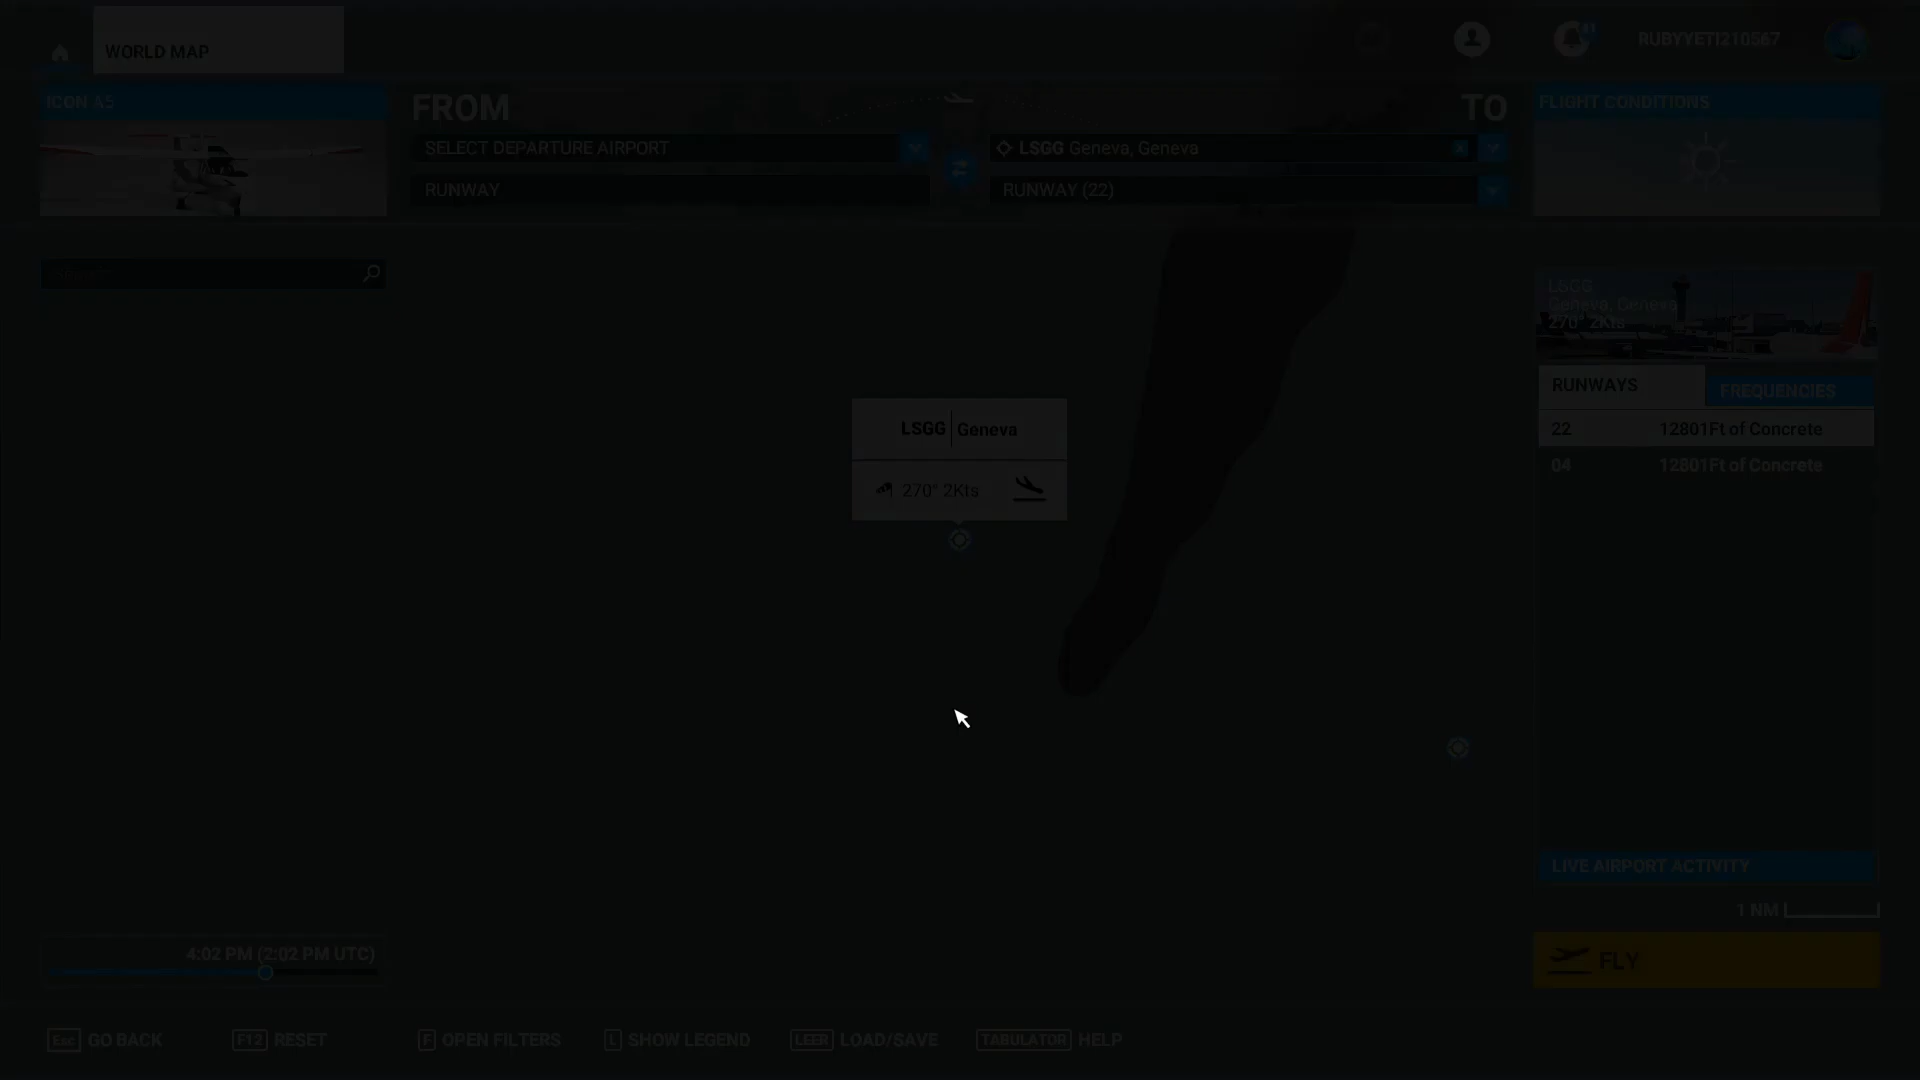 WORLD MAP
RUBYYETI210567
ICON A5
FROM
TO
FLIGHT CONDITIONS
SELECT DEPARTURE AIRPORT
LSGG Geneva, Geneva
RUNWAY
RUNWAY (22)
LSGG
Geneva, Geneva
270° 2Kts
RUNWAYS
FREQUENCIES
22 12801Ft of Concrete
04 12801Ft of Concrete
LSGG Geneva
270° 2Kts
LIVE AIRPORT ACTIVITY
1 NM
4:02 PM (2:02 PM UTC)
FLY
Esc GO BACK
F12 RESET
F OPEN FILTERS
L SHOW LEGEND
LEER LOAD/SAVE
TABULATOR HELP